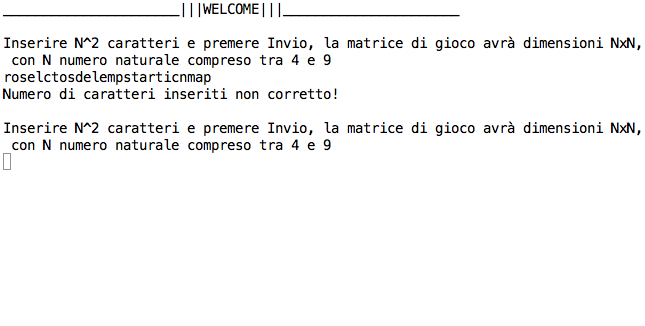 ______________________|||WELCOME|||______________________
Inserire N^2 caratteri e premere Invio, la matrice di gioco avrà dimensioni NxN,
con N numero naturale compreso tra 4 e 9
roselctosdelempstarticnmap
Numero di caratteri inseriti non corretto!
Inserire N^2 caratteri e premere Invio, la matrice di gioco avrà dimensioni NxN,
con N numero naturale compreso tra 4 e 9